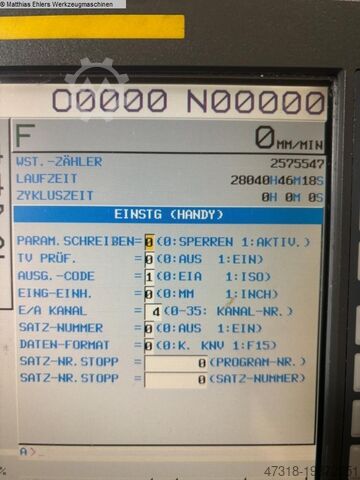 © Matthias Ehlers Werkzeugmaschinen
O0000 N00000
F 0MM/MIN
WST.-ZÄHLER 2575547
LAUFZEIT 28040H46M18S
ZYKLUSZEIT 0H 0M 0S
EINSTG (HANDY)
PARAM.SCHREIBEN=0(0:SPERREN 1:AKTIV.)
TV PRÜF. =0(0:AUS 1:EIN)
AUSG.-CODE =1(0:EIA 1:ISO)
EING-EINH. =0(0:MM 1:INCH)
E/A KANAL = 4(0-35: KANAL-NR.)
SATZ-NUMMER =0(0:AUS 1:EIN)
DATEN-FORMAT =0(0:K. KNV 1:F15)
SATZ-NR.STOPP = 0(PROGRAM-NR.)
SATZ-NR.STOPP = 0(SATZ-NUMMER)
A>_
%